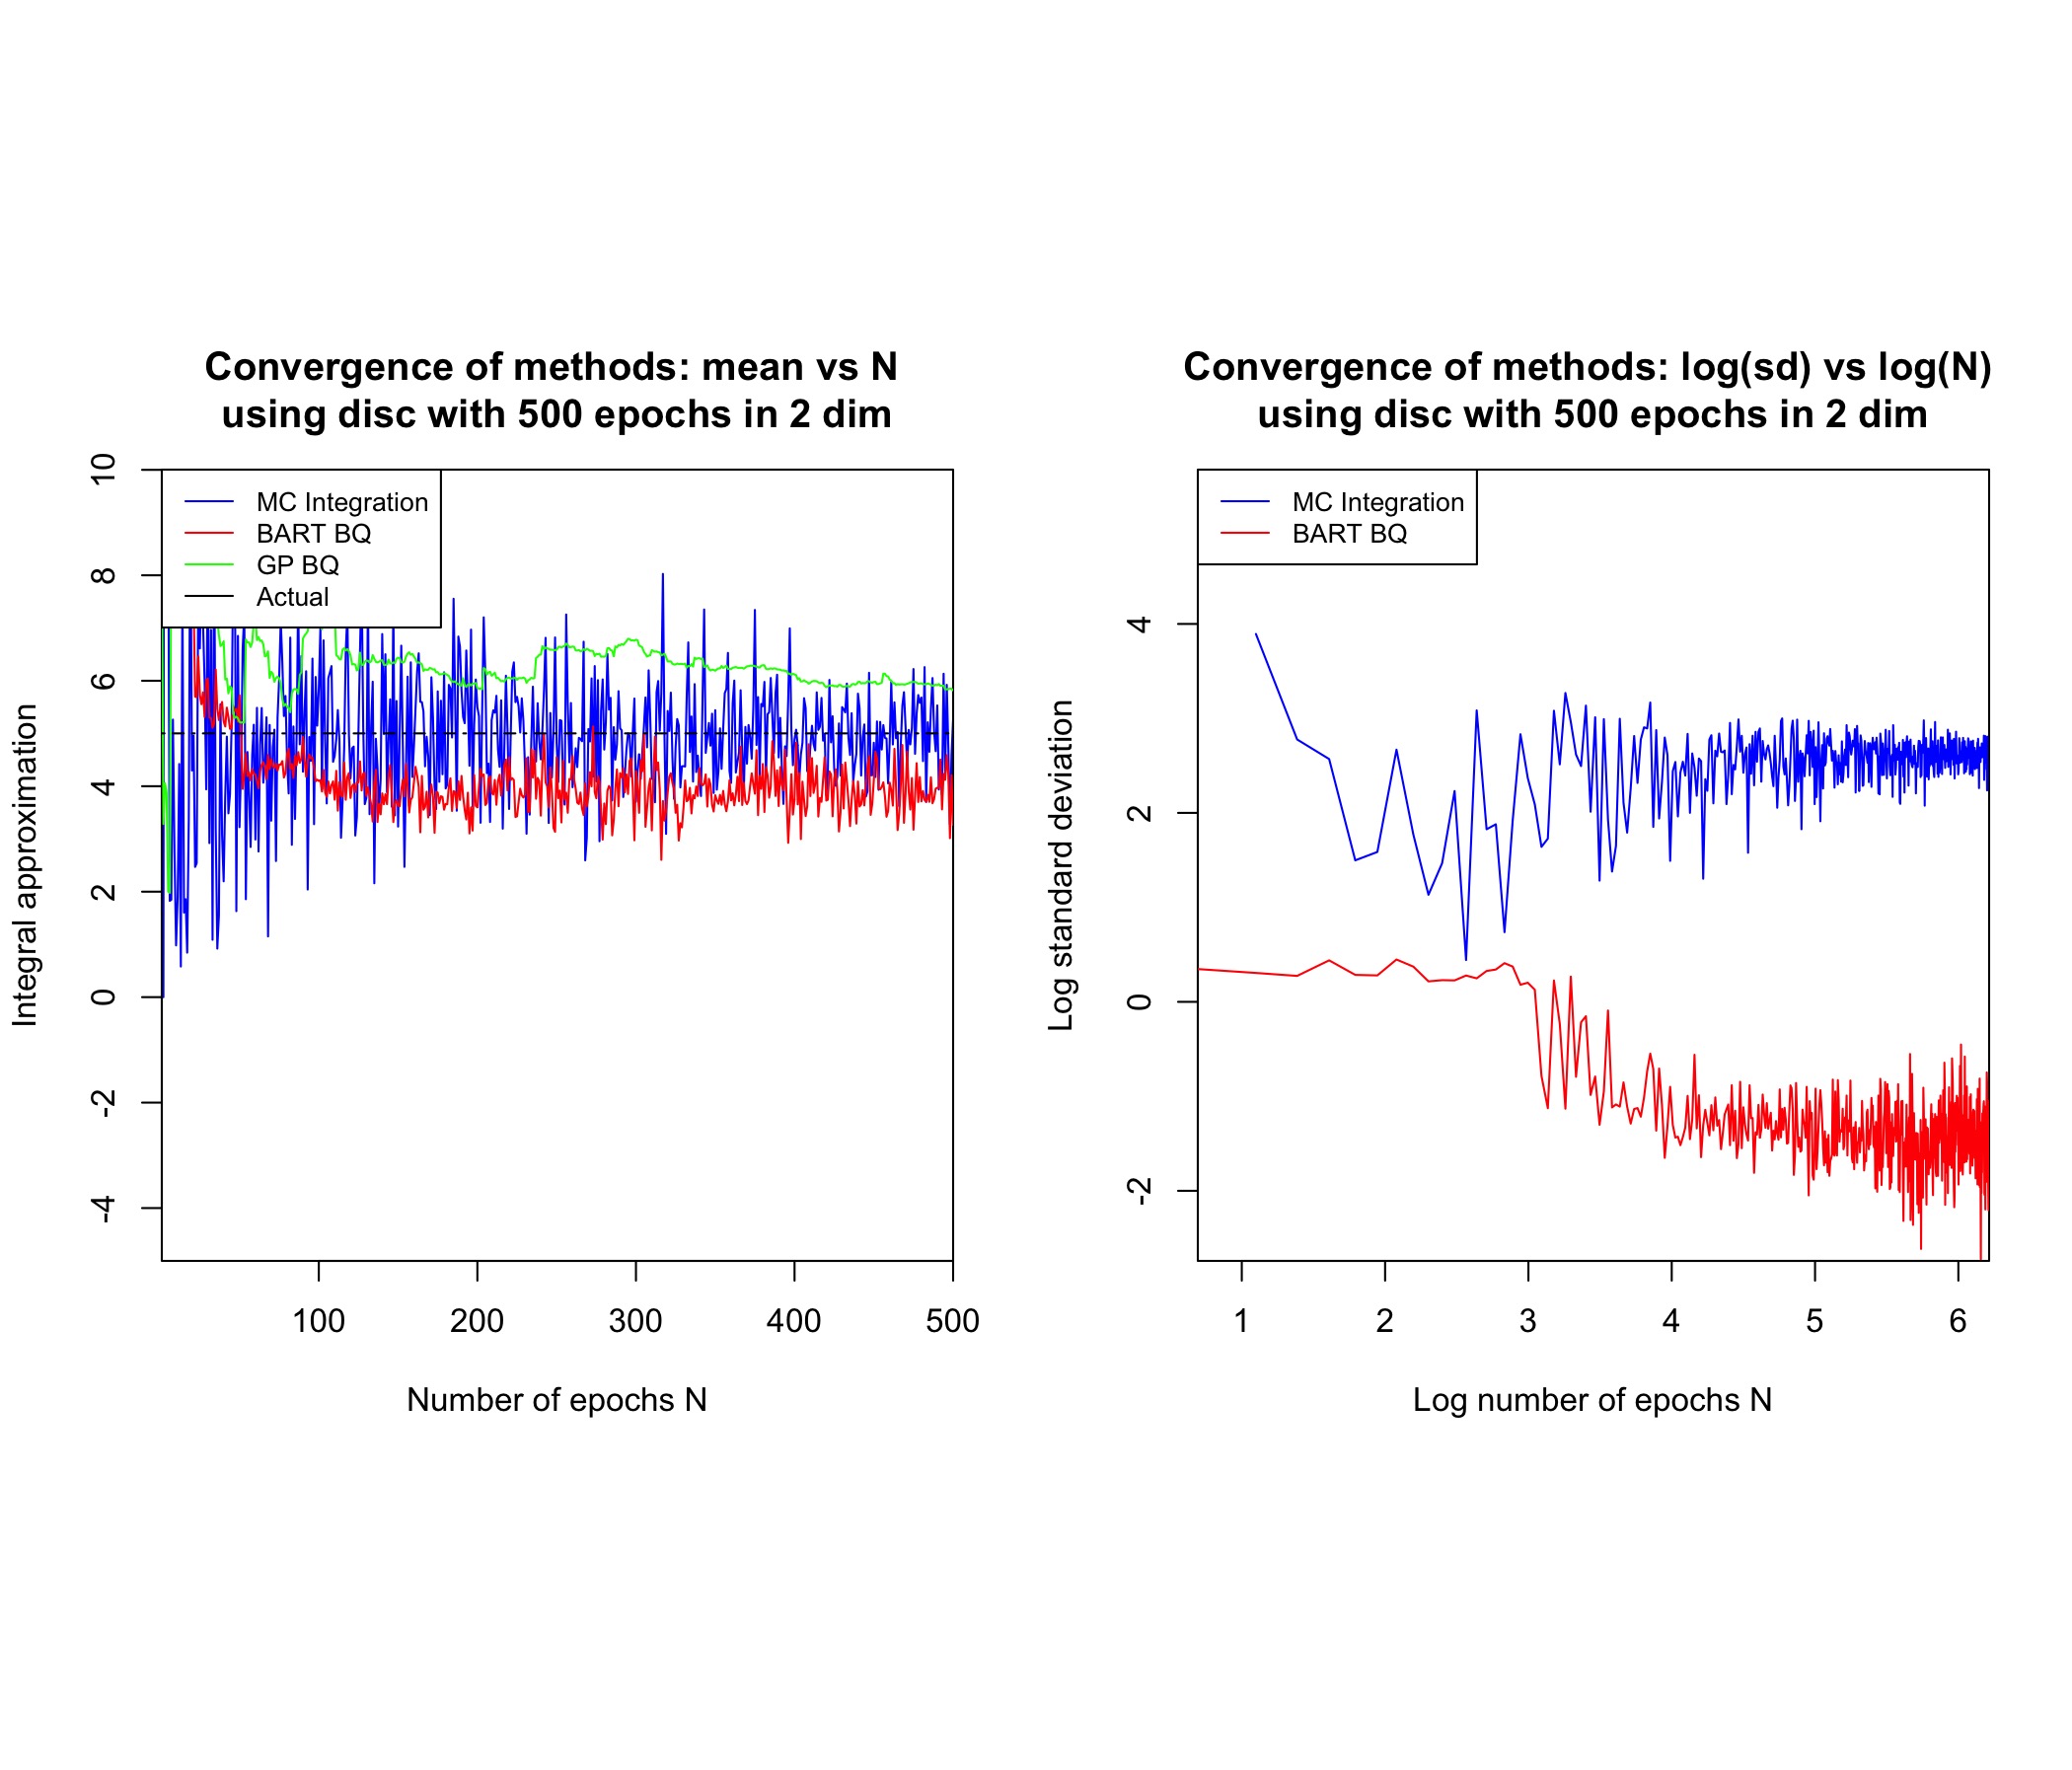 Convergence of methods: mean vs N
using disc with 500 epochs in 2 dim
MC Integration
BART BQ
GP BQ
Actual
10
8
6
4
2
0
-2
-4
Integral approximation
100 200 300 400 500
Number of epochs N
Convergence of methods: log(sd) vs log(N)
using disc with 500 epochs in 2 dim
MC Integration
BART BQ
4
2
0
-2
Log standard deviation
1 2 3 4 5 6
Log number of epochs N